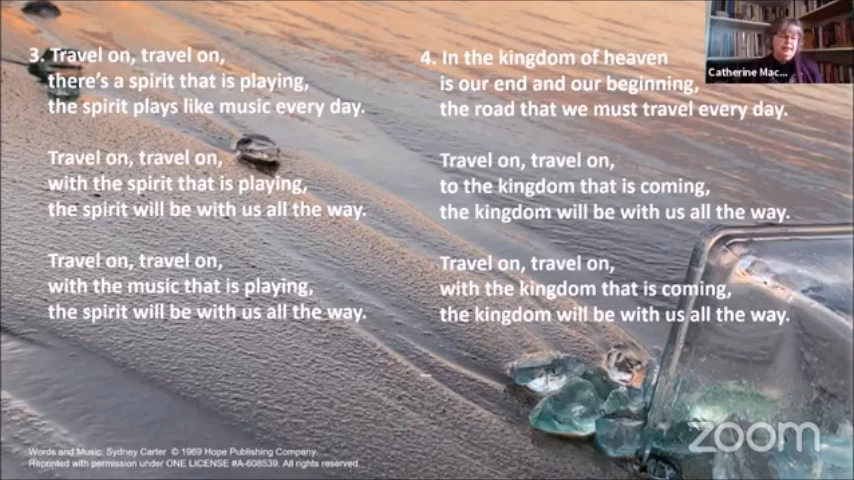 3. Travel on, travel on,
there's a spirit that is playing,
the spirit plays like music every day.
Travel on, travel on,
with the spirit that is playing,
the spirit will be with us all the way.
Travel on, travel on,
with the music that is playing,
the spirit will be with us all the way.
4. In the kingdom of heaven
is our end and our beginning,
the road that we must travel every day.
Travel on, travel on,
to the kingdom that is coming,
the kingdom will be with us all the way.
Travel on, travel on,
with the kingdom that is coming,
the kingdom will be with us all the way.
Catherine Mac...
Words and Music: Sydney Carter © 1969 Hope Publishing Company
Reprinted with permission under ONE LICENSE #A-608539. All rights reserved.
zoom